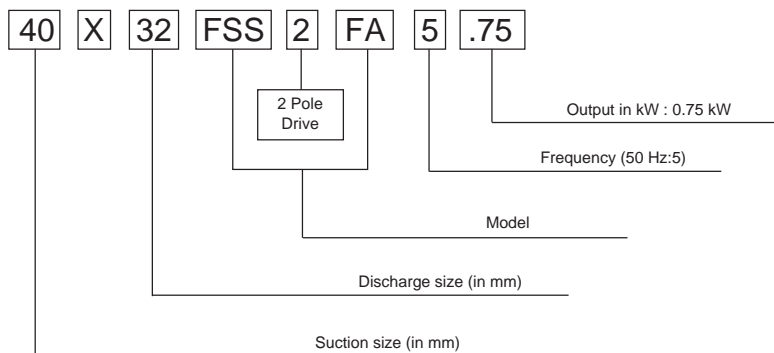 40 X 32 FSS 2 FA 5 .75
2 Pole
Drive
Output in kW : 0.75 kW
Frequency (50 Hz:5)
Model
Discharge size (in mm)
Suction size (in mm)